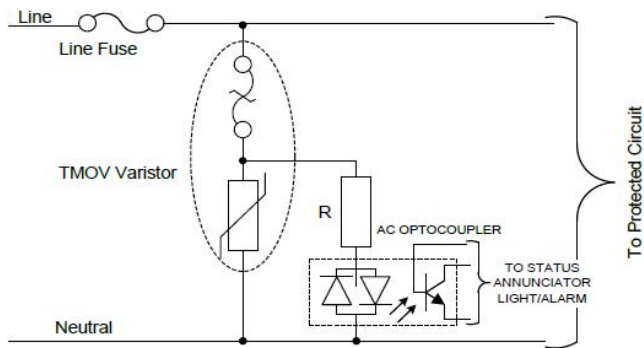 Line
Line Fuse
TMOV Varistor
R
AC OPTOCOUPLER
TO STATUS
ANNUNCIATOR
LIGHT/ALARM
Neutral
To Protected Circuit